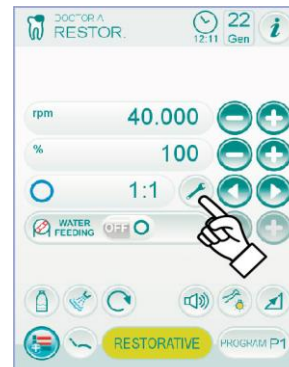 DOCTOR A
RESTOR.
12:11
22
Gen
i
rpm 40.000
% 100
1:1
WATER FEEDING OFF
RESTORATIVE
PROGRAM P1